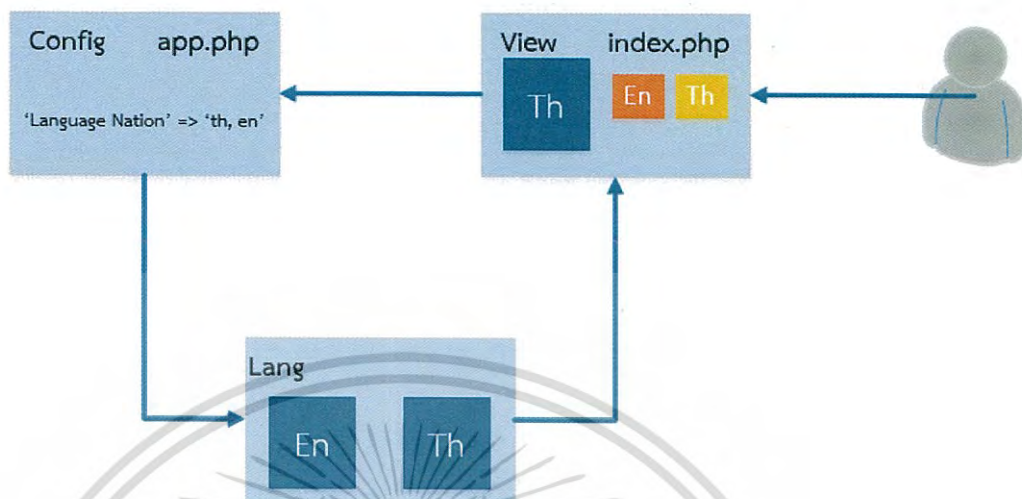 Config app.php
'Language Nation' => 'th, en'
View index.php
Th
En Th
Lang
En Th